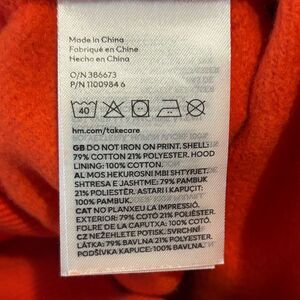 Made in China
Fabriqué en Chine
Hecho en China
O/N 386673
P/N 1100984 6
40
hm.com/takecare
GB DO NOT IRON ON PRINT. SHELL:
79% COTTON 21% POLYESTER. HOOD
LINING: 100% COTTON.
AL MOS HEKUROSNI MBI SHTYPJET.
SHTRESA E JASHTME: 79% PAMBUK
21% POLIESTËR. ASTARI I KAPUÇIT:
100% PAMBUK.
CAT NO PLANXEU LA IMPRESSIÓ.
EXTERIOR: 79% COTÓ 21% POLIÈSTER.
FOLRE DE LA CAPUTXA: 100% COTÓ.
CZ NEŽEHLETE POTISK. SVRCHNÍ
LÁTKA: 79% BAVLNA 21% POLYESTER.
PODŠÍVKA KAPUCE: 100% BAVLNA.